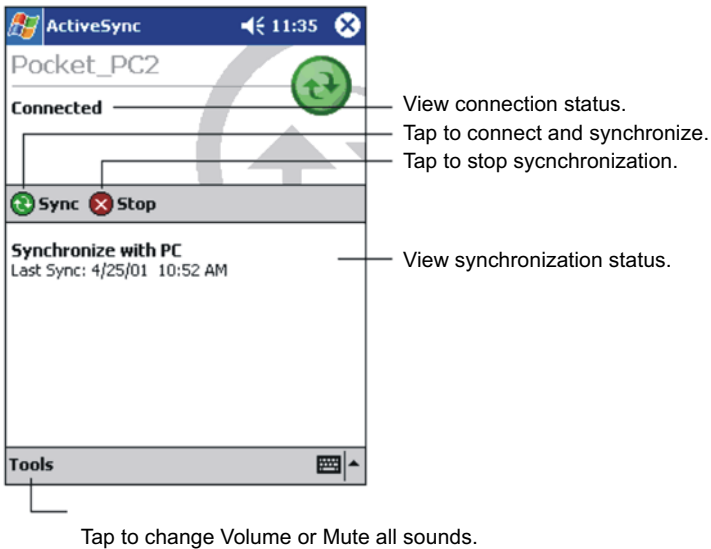 ActiveSync 11:35
Pocket_PC2
Connected
View connection status.
Tap to connect and synchronize.
Tap to stop sycnchronization.
Sync Stop
Synchronize with PC
Last Sync: 4/25/01 10:52 AM
View synchronization status.
Tools
Tap to change Volume or Mute all sounds.